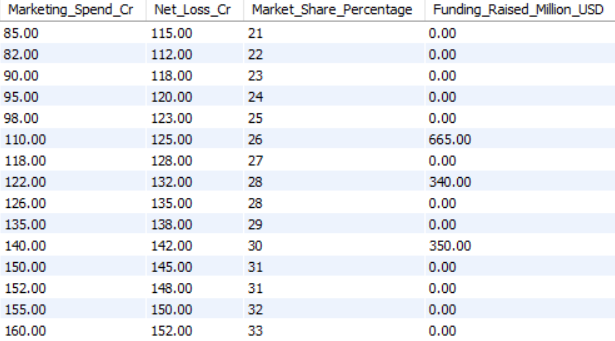 Marketing_Spend_Cr Net_Loss_Cr Market_Share_Percentage Funding_Raised_Million_USD
85.00 115.00 21 0.00
82.00 112.00 22 0.00
90.00 118.00 23 0.00
95.00 120.00 24 0.00
98.00 123.00 25 0.00
110.00 125.00 26 665.00
118.00 128.00 27 0.00
122.00 132.00 28 340.00
126.00 135.00 28 0.00
135.00 138.00 29 0.00
140.00 142.00 30 350.00
150.00 145.00 31 0.00
152.00 148.00 31 0.00
155.00 150.00 32 0.00
160.00 152.00 33 0.00